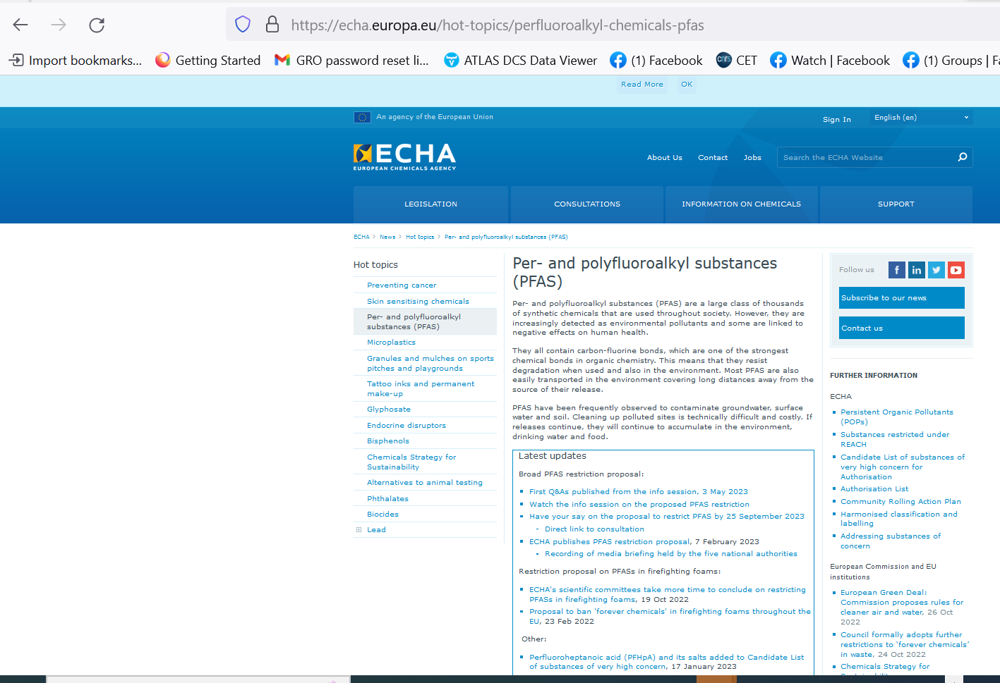 https://echa.europa.eu/hot-topics/perfluoroalkyl-chemicals-pfas
Import bookmarks... Getting Started GRO password reset li... ATLAS DCS Data Viewer (1) Facebook CET Watch | Facebook (1) Groups | Fa
Read More OK
An agency of the European Union
Sign In English (en)
ECHA
EUROPEAN CHEMICALS AGENCY
About Us Contact Jobs Search the ECHA Website
LEGISLATION CONSULTATIONS INFORMATION ON CHEMICALS SUPPORT
ECHA > News > Hot topics > Per- and polyfluoroalkyl substances (PFAS)
Hot topics
Preventing cancer
Skin sensitising chemicals
Per- and polyfluoroalkyl
substances (PFAS)
Microplastics
Granules and mulches on sports
pitches and playgrounds
Tattoo inks and permanent
make-up
Glyphosate
Endocrine disruptors
Bisphenols
Chemicals Strategy for
Sustainability
Alternatives to animal testing
Phthalates
Biocides
Lead
Per- and polyfluoroalkyl substances
(PFAS)
Per- and polyfluoroalkyl substances (PFAS) are a large class of thousands
of synthetic chemicals that are used throughout society. However, they are
increasingly detected as environmental pollutants and some are linked to
negative effects on human health.
They all contain carbon-fluorine bonds, which are one of the strongest
chemical bonds in organic chemistry. This means that they resist
degradation when used and also in the environment. Most PFAS are also
easily transported in the environment covering long distances away from the
source of their release.
PFAS have been frequently observed to contaminate groundwater, surface
water and soil. Cleaning up polluted sites is technically difficult and costly. If
releases continue, they will continue to accumulate in the environment,
drinking water and food.
Latest updates
Broad PFAS restriction proposal:
First Q&As published from the info session, 3 May 2023
Watch the info session on the proposed PFAS restriction
Have your say on the proposal to restrict PFAS by 25 September 2023
- Direct link to consultation
ECHA publishes PFAS restriction proposal, 7 February 2023
- Recording of media briefing held by the five national authorities
Restriction proposal on PFASs in firefighting foams:
ECHA's scientific committees take more time to conclude on restricting
PFASs in firefighting foams, 19 Oct 2022
Proposal to ban 'forever chemicals' in firefighting foams throughout the
EU, 23 Feb 2022
Other:
Perfluoroheptanoic acid (PFHpA) and its salts added to Candidate List
of substances of very high concern, 17 January 2023
Follow us
Subscribe to our news
Contact us
FURTHER INFORMATION
ECHA
Persistent Organic Pollutants
(POPs)
Substances restricted under
REACH
Candidate List of substances of
very high concern for
Authorisation
Authorisation List
Community Rolling Action Plan
Harmonised classification and
labelling
Addressing substances of
concern
European Commission and EU
institutions
European Green Deal:
Commission proposes rules for
cleaner air and water, 26 Oct
2022
Council formally adopts further
restrictions to 'forever chemicals'
in waste, 24 Oct 2022
Chemicals Strategy for